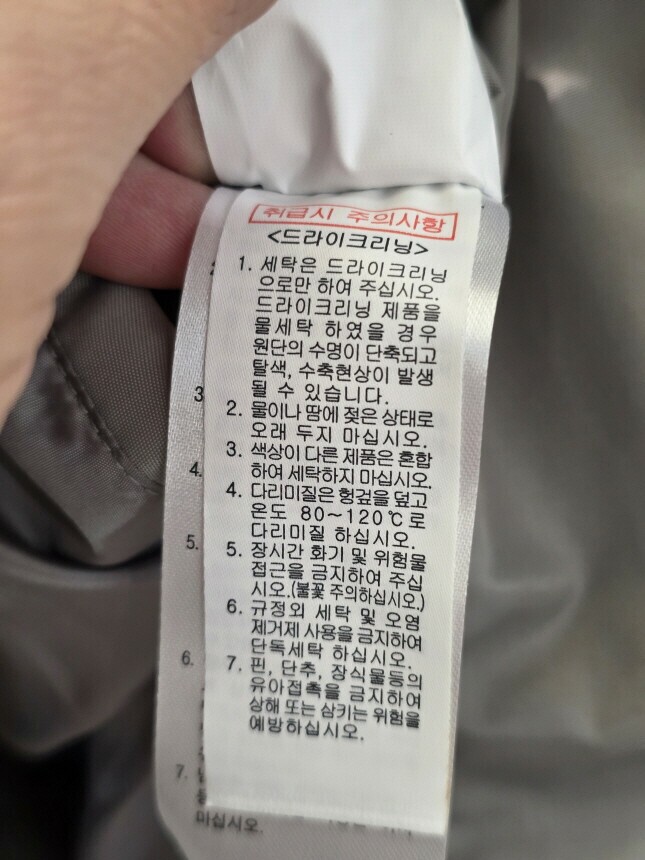 취급시 주의사항
<드라이크리닝>
1. 세탁은 드라이크리닝
으로만 하여 주십시오.
드라이크리닝 제품을
물세탁 하였을 경우
원단의 수명이 단축되고
탈색, 수축현상이 발생
될 수 있습니다.
2. 물이나 땀에 젖은 상태로
오래 두지 마십시오.
3. 색상이 다른 제품은 혼합
하여 세탁하지 마십시오.
4. 다리미질은 헝겊을 덮고
온도 80~120℃로
다리미질 하십시오.
5. 장시간 화기 및 위험물
접근을 금지하여 주십
시오.(불꽃 주의하십시오.)
6. 규정외 세탁 및 오염
제거제 사용을 금지하여
단독세탁 하십시오.
7. 핀, 단추, 장식물등의
유아접촉을 금지하여
상해 또는 삼키는 위험을
예방하십시오.
3
4.
5.
6.
7.
마십시오.